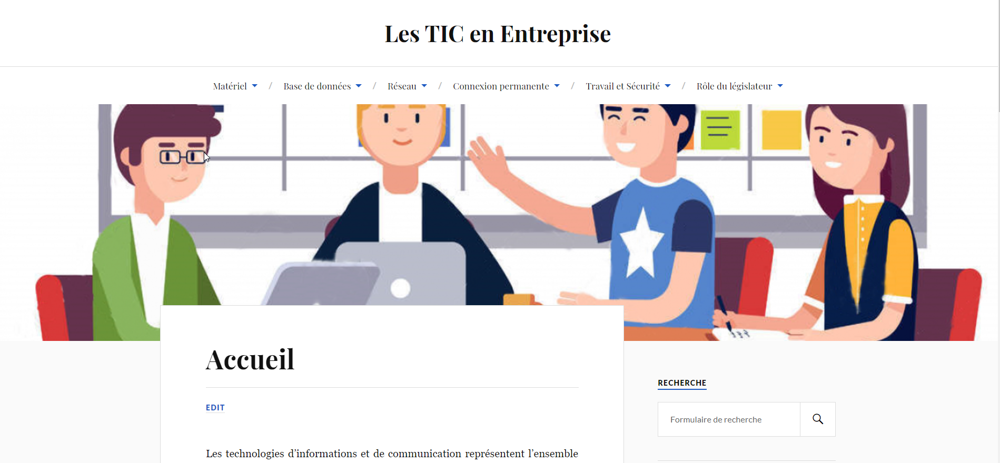 Les TIC en Entreprise
Matériel / Base de données / Réseau / Connexion permanente / Travail et Sécurité / Rôle du législateur
Accueil
EDIT
Les technologies d’informations et de communication représentent l’ensemble
RECHERCHE
Formulaire de recherche